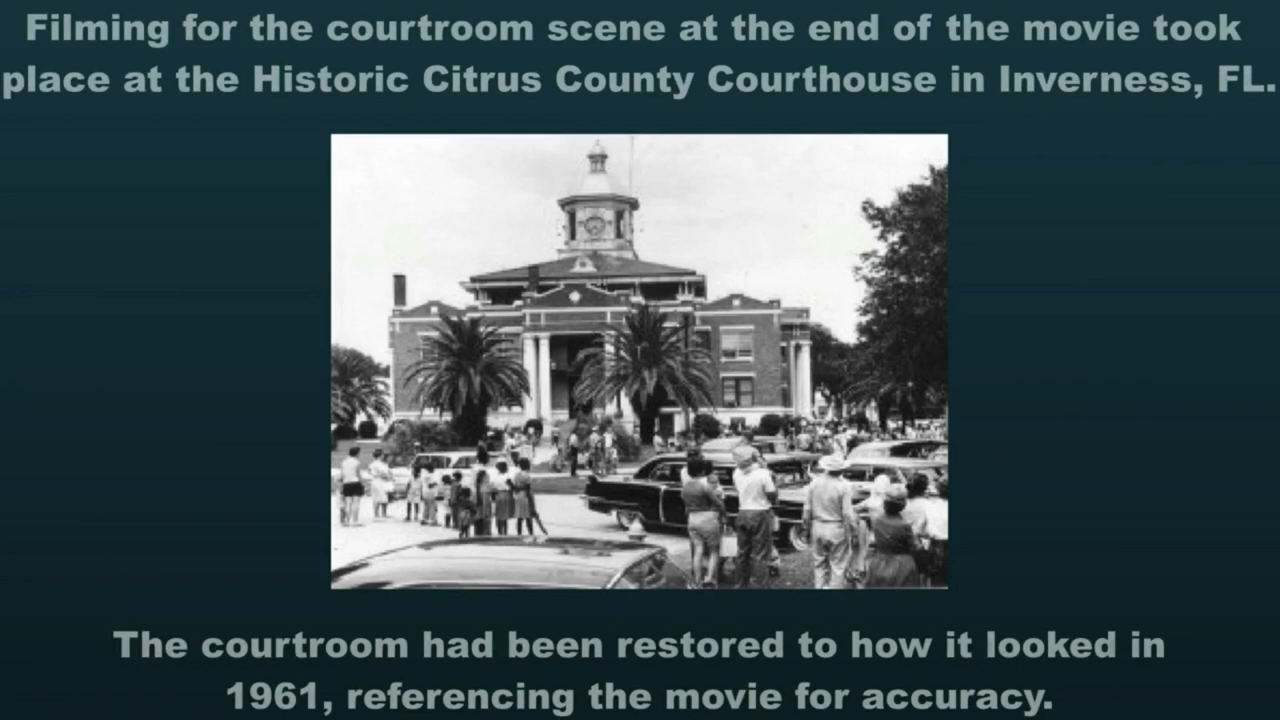 Filming for the courtroom scene at the end of the movie took
place at the Historic Citrus County Courthouse in Inverness, FL.
The courtroom had been restored to how it looked in
1961, referencing the movie for accuracy.